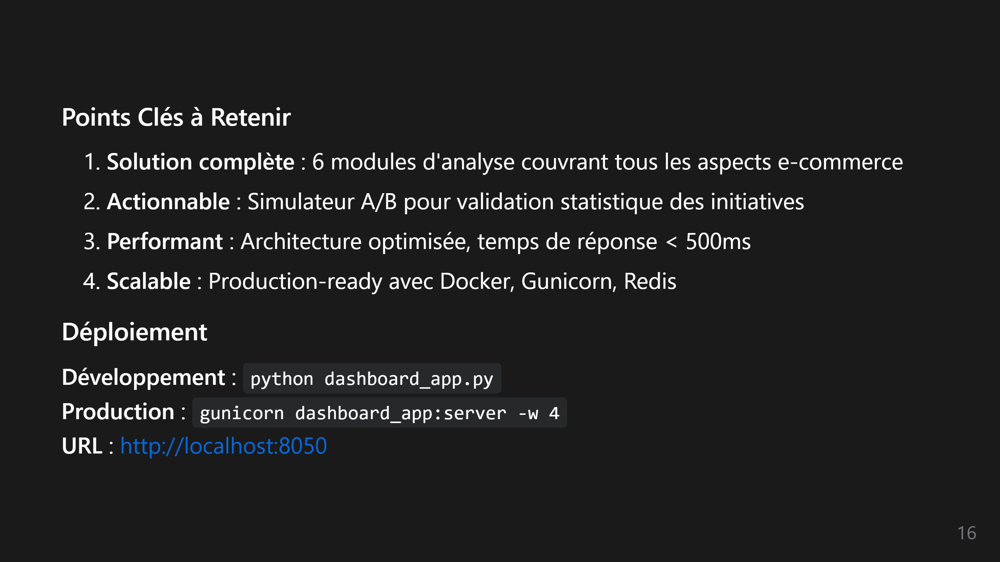 Points Clés à Retenir
1. Solution complète : 6 modules d'analyse couvrant tous les aspects e-commerce
2. Actionnable : Simulateur A/B pour validation statistique des initiatives
3. Performant : Architecture optimisée, temps de réponse < 500ms
4. Scalable : Production-ready avec Docker, Gunicorn, Redis
Déploiement
Développement : python dashboard_app.py
Production : gunicorn dashboard_app:server -w 4
URL : http://localhost:8050
16